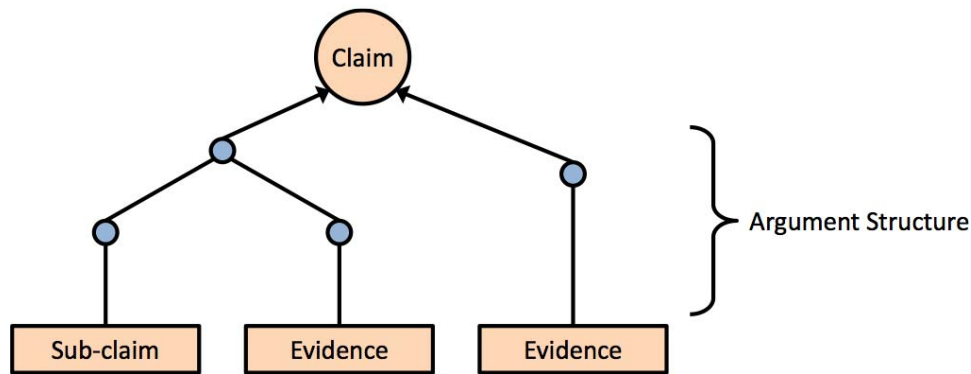 Claim
Argument Structure
Sub-claim
Evidence
Evidence